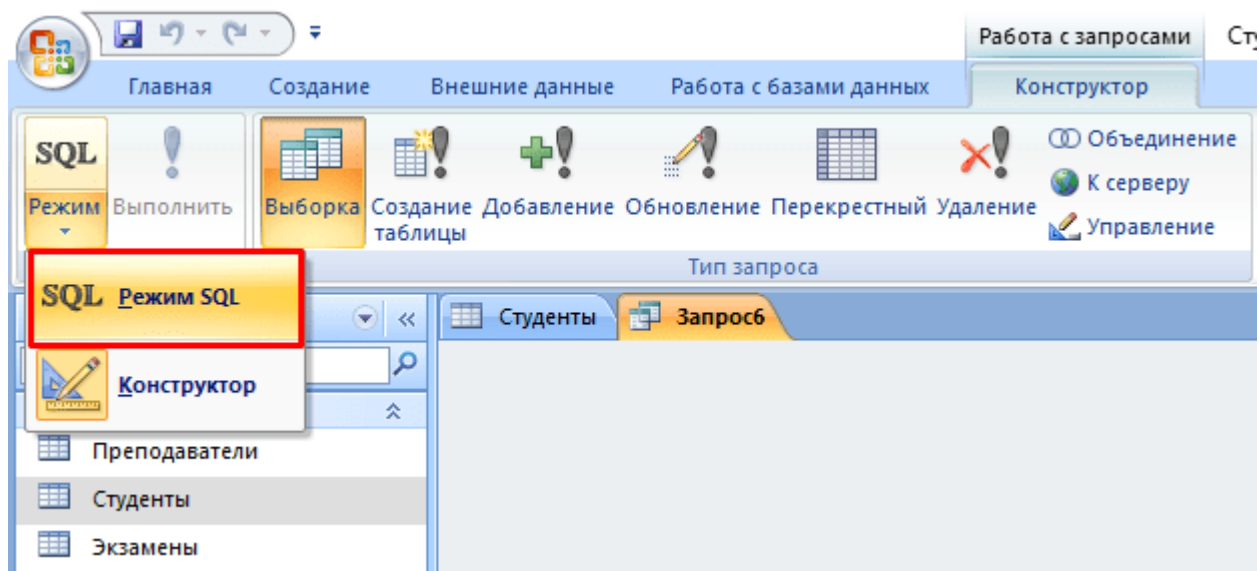 Работа с запросами Сту
Главная Создание Внешние данные Работа с базами данных Конструктор
SQL
Режим Выполнить Выборка Создание таблицы Добавление Обновление Перекрестный Удаление
Объединение
К серверу
Управление
Тип запроса
SQL Режим SQL
Конструктор
Студенты Запрос6
Преподаватели
Студенты
Экзамены